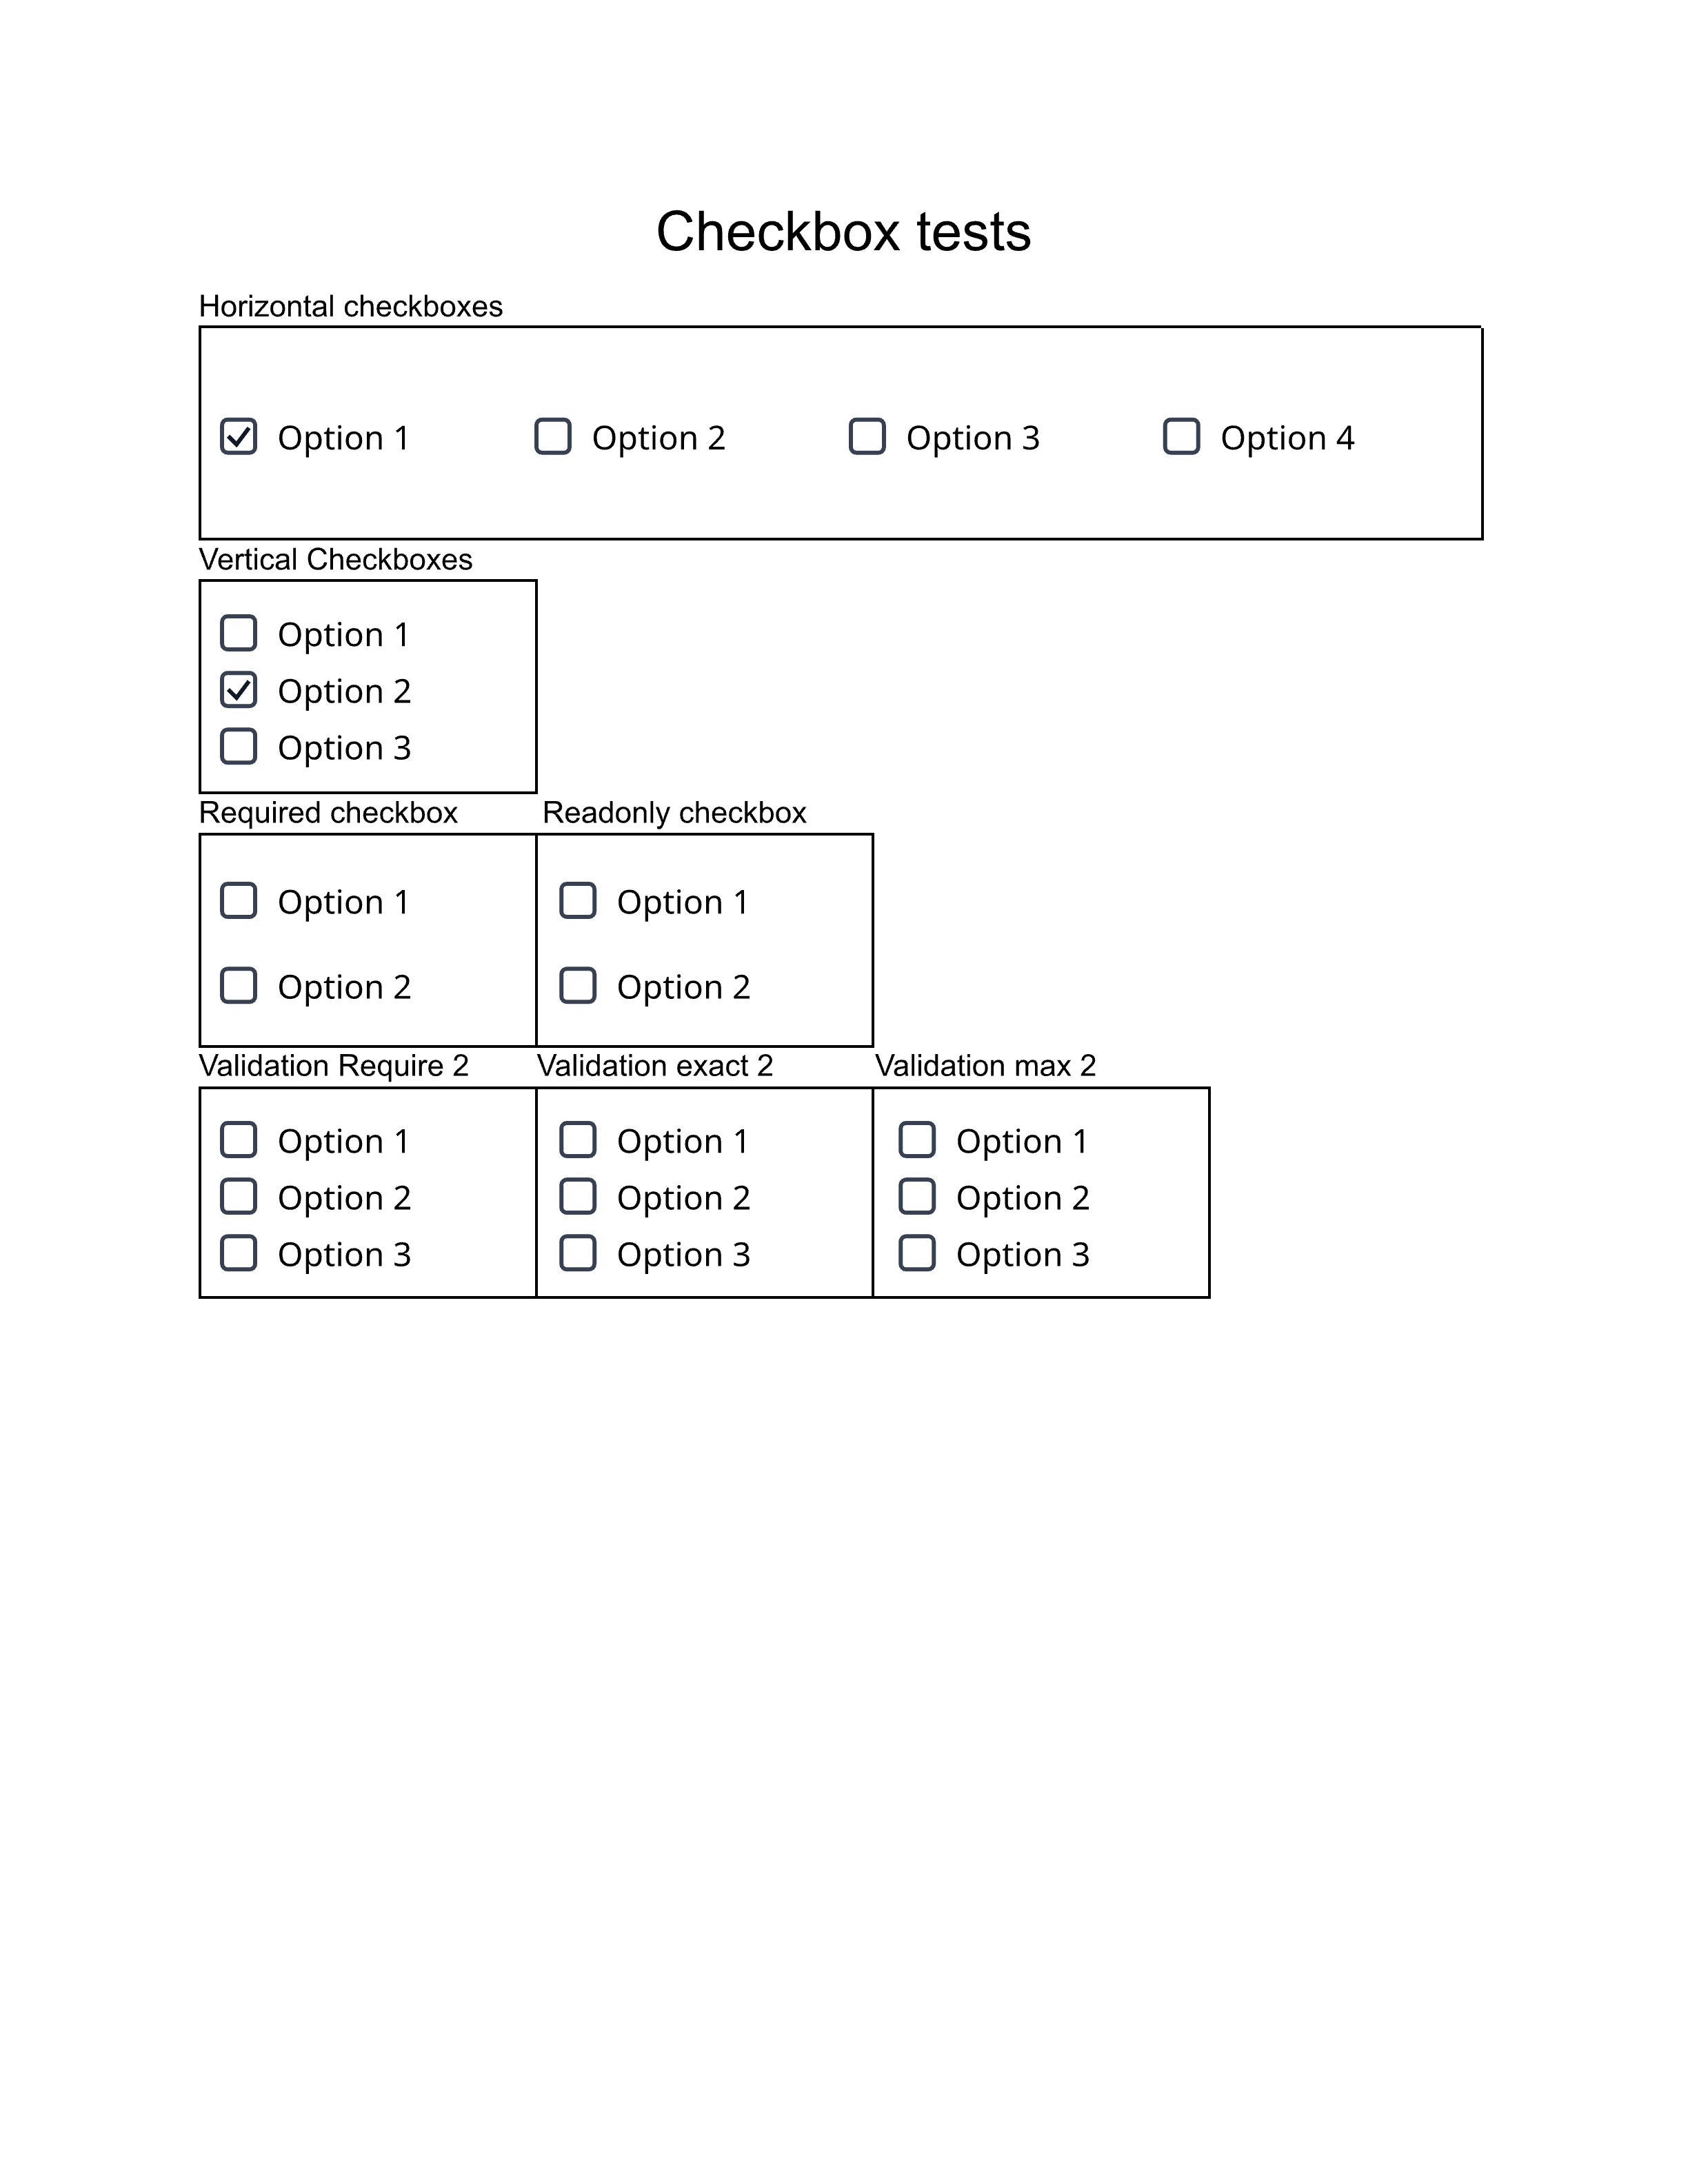 Checkbox tests
Horizontal checkboxes
Option 1 Option 2 Option 3 Option 4
Vertical Checkboxes
Option 1
Option 2
Option 3
Required checkbox Readonly checkbox
Option 1 Option 1
Option 2 Option 2
Validation Require 2 Validation exact 2 Validation max 2
Option 1 Option 1 Option 1
Option 2 Option 2 Option 2
Option 3 Option 3 Option 3